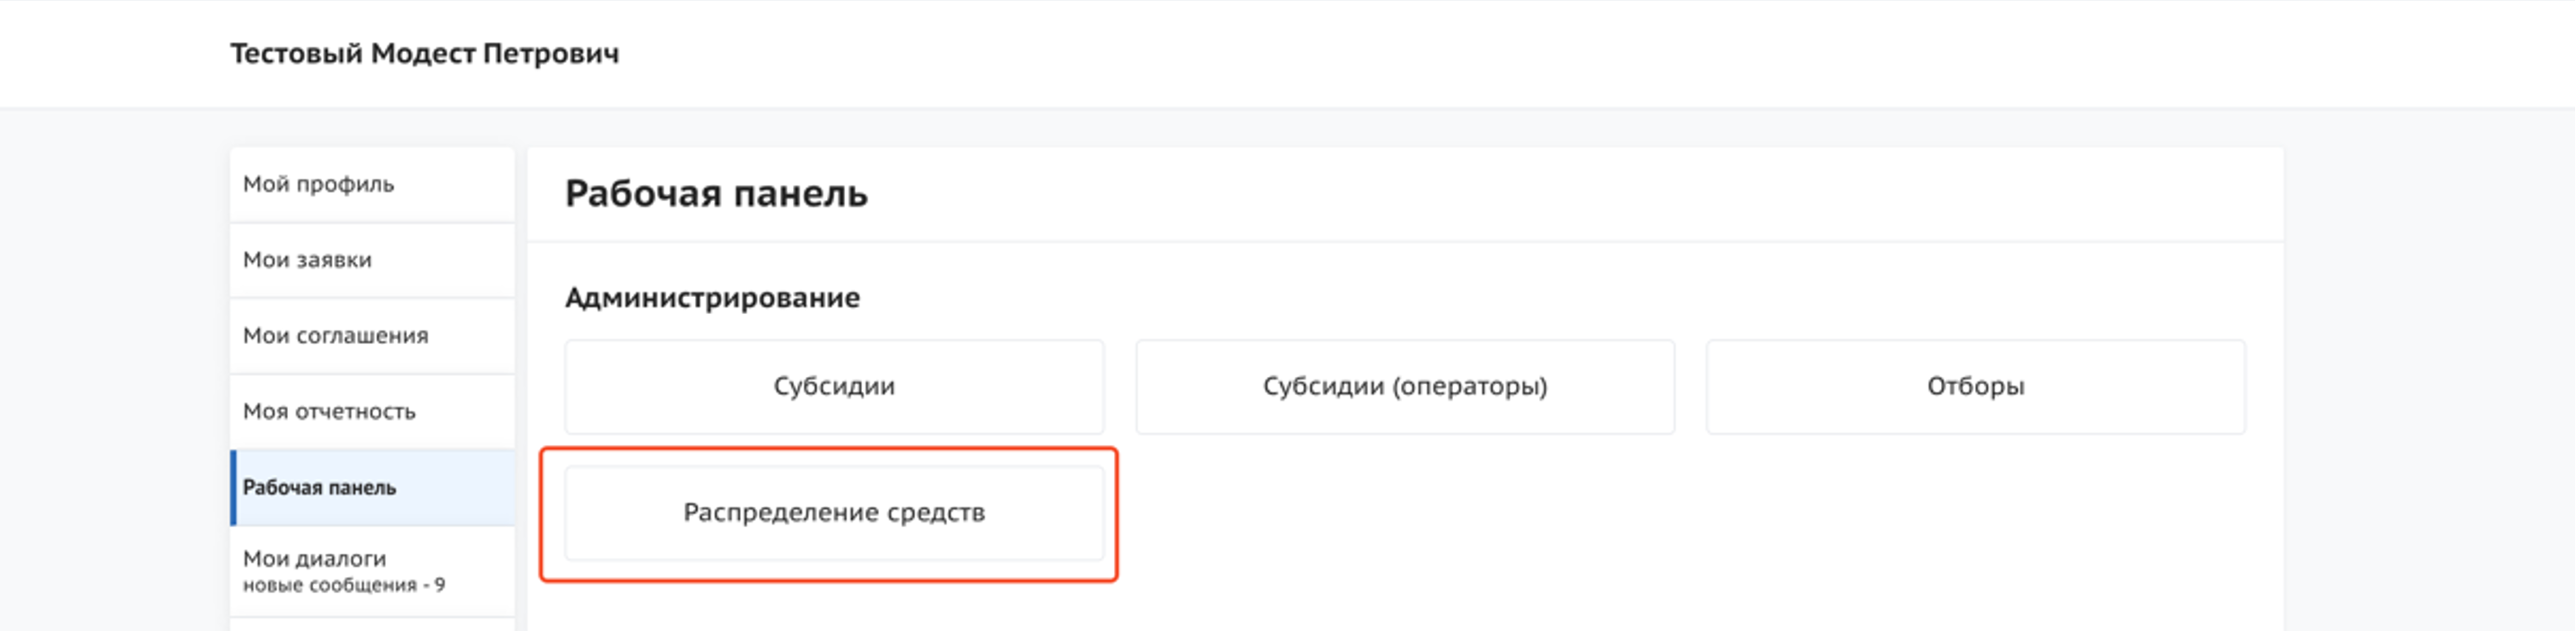 Тестовый Модест Петрович
Мой профиль
Мои заявки
Мои соглашения
Моя отчетность
Рабочая панель
Мои диалоги
новые сообщения - 9
Рабочая панель
Администрирование
Субсидии
Субсидии (операторы)
Отборы
Распределение средств